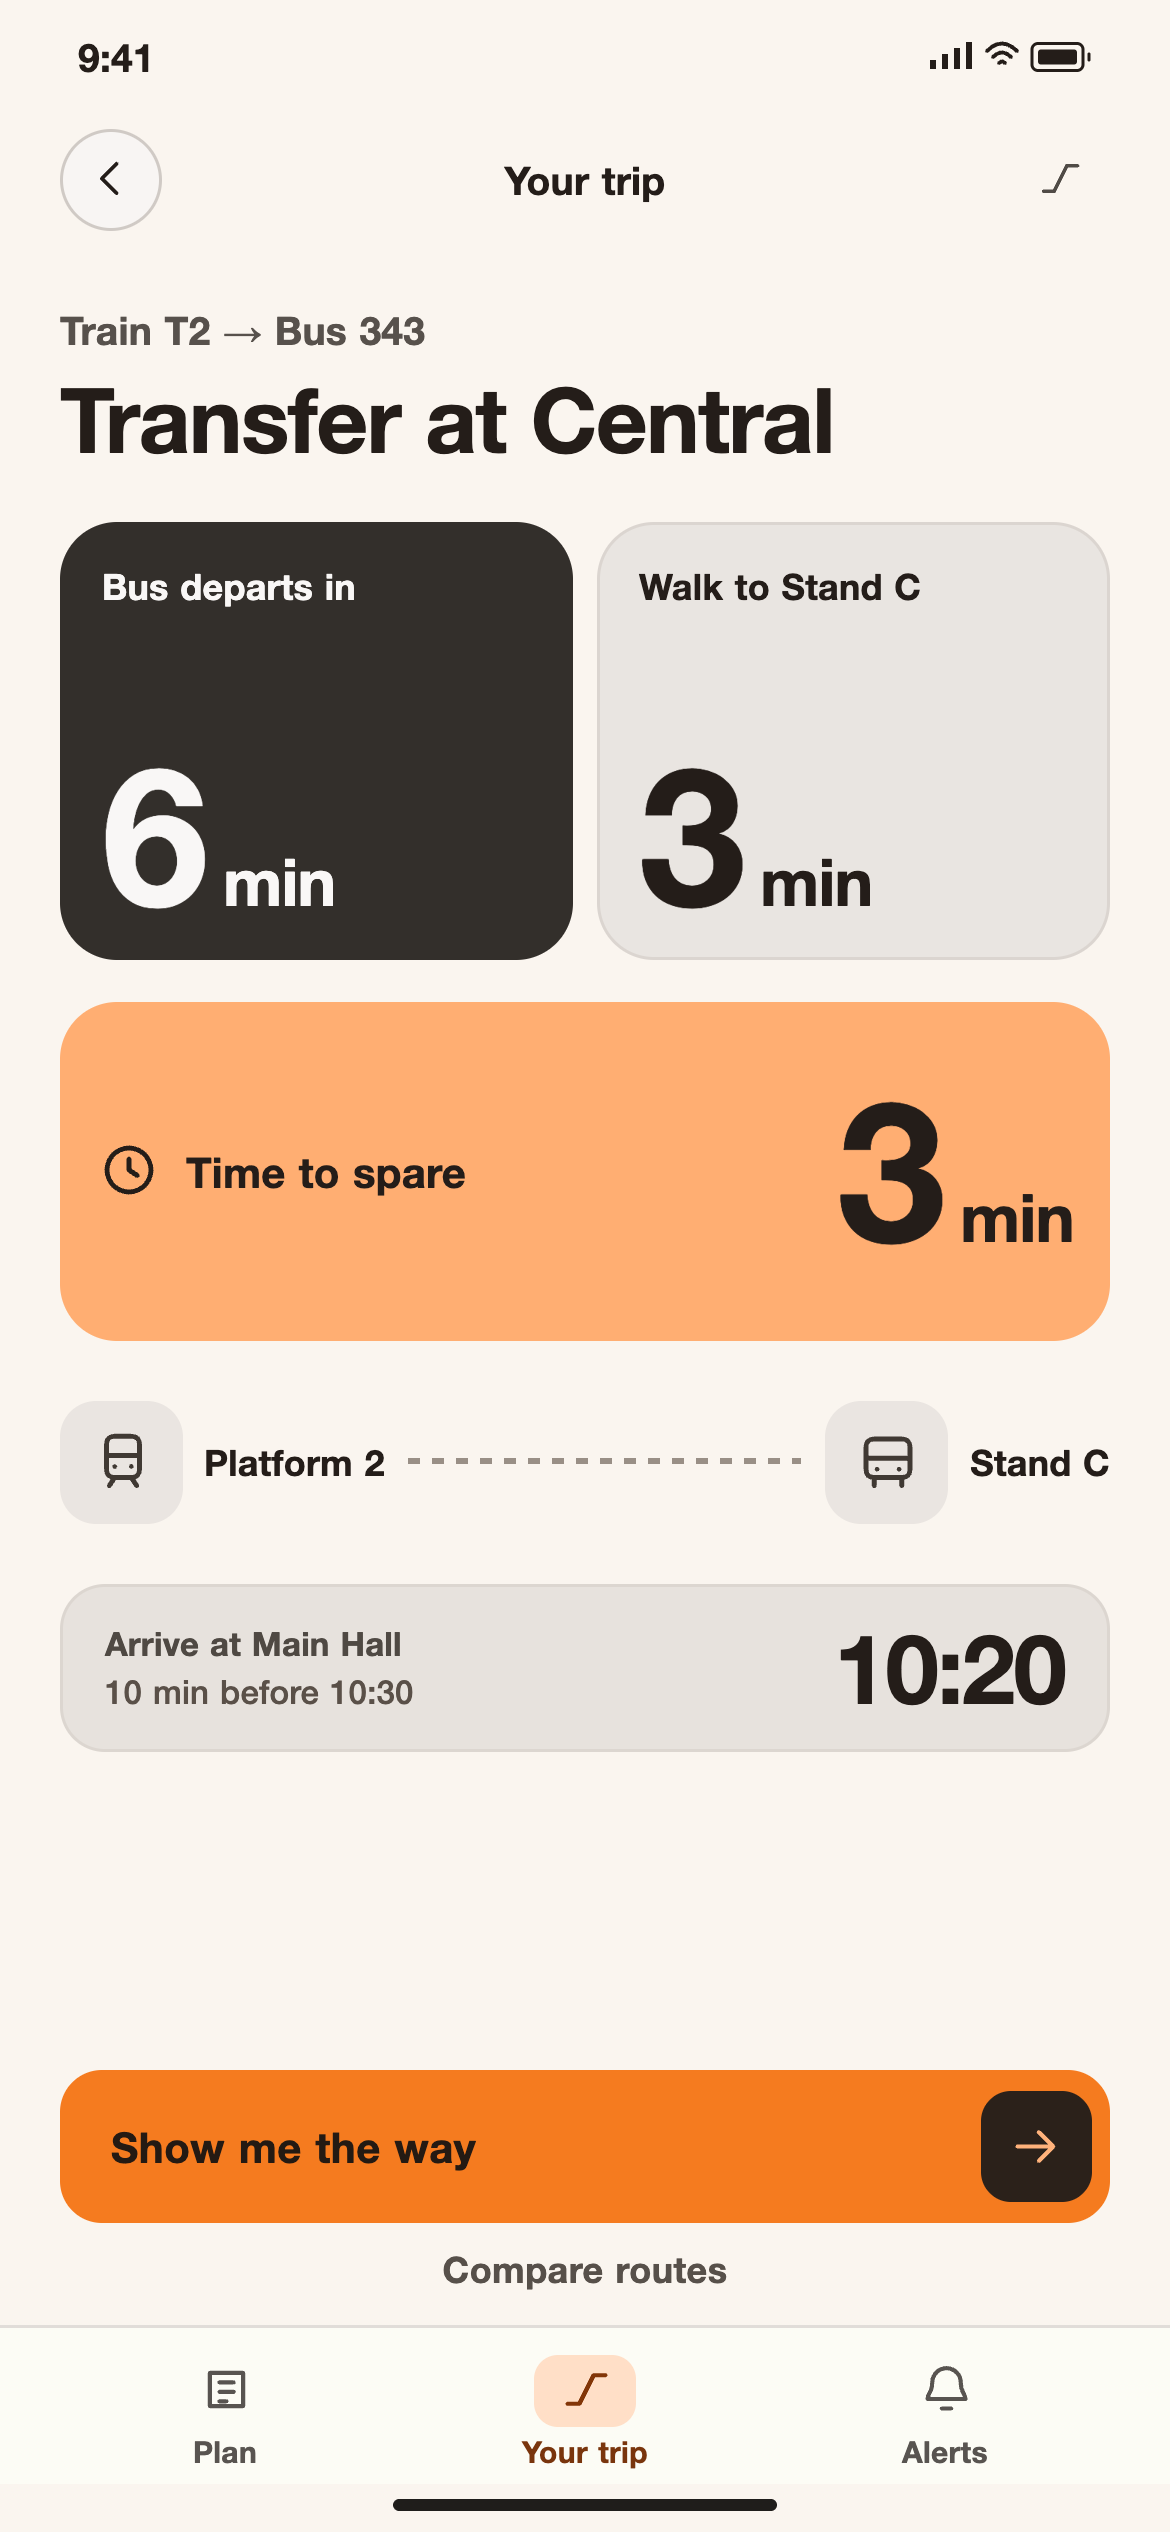 9:41
Your trip
Train T2 → Bus 343
Transfer at Central
Bus departs in
6 min
Walk to Stand C
3 min
Time to spare
3 min
Platform 2
Stand C
Arrive at Main Hall
10 min before 10:30
10:20
Show me the way
Compare routes
Plan
Your trip
Alerts